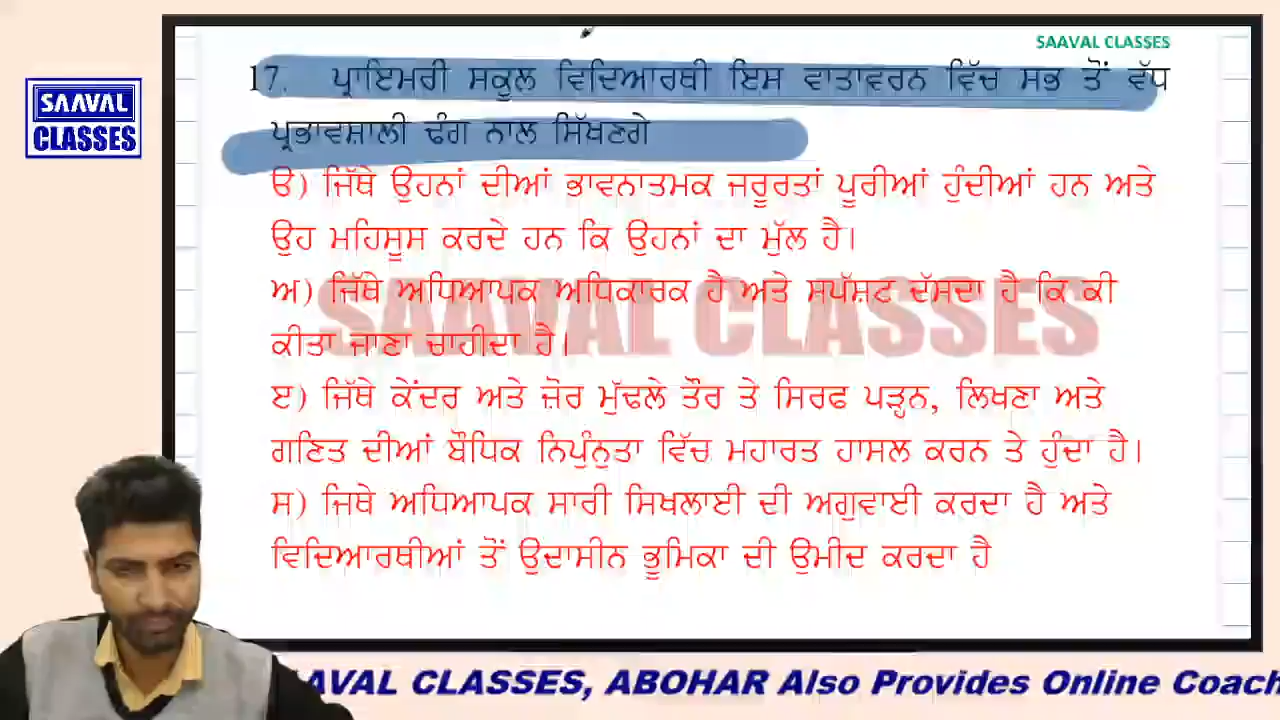 SAAVAL CLASSES
SAAVAL
CLASSES
17. ਪ੍ਰਾਇਮਰੀ ਸਕੂਲ ਵਿਦਿਆਰਥੀ ਇਸ ਵਾਤਾਵਰਨ ਵਿੱਚ ਸਭ ਤੋਂ ਵੱਧ
ਪ੍ਰਭਾਵਸ਼ਾਲੀ ਢੰਗ ਨਾਲ ਸਿੱਖਣਗੇ
ੳ) ਜਿੱਥੇ ਉਹਨਾਂ ਦੀਆਂ ਭਾਵਨਾਤਮਕ ਜਰੂਰਤਾਂ ਪੂਰੀਆਂ ਹੁੰਦੀਆਂ ਹਨ ਅਤੇ
ਉਹ ਮਹਿਸੂਸ ਕਰਦੇ ਹਨ ਕਿ ਉਹਨਾਂ ਦਾ ਮੁੱਲ ਹੈ।
ਅ) ਜਿੱਥੇ ਅਧਿਆਪਕ ਅਧਿਕਾਰਕ ਹੈ ਅਤੇ ਸਪੱਸ਼ਟ ਦੱਸਦਾ ਹੈ ਕਿ ਕੀ
SAAVAL CLASSES
ਕੀਤਾ ਜਾਣਾ ਚਾਹੀਦਾ ਹੈ।
ੲ) ਜਿੱਥੇ ਕੇਂਦਰ ਅਤੇ ਜ਼ੋਰ ਮੁੱਢਲੇ ਤੌਰ ਤੇ ਸਿਰਫ ਪੜ੍ਹਨ, ਲਿਖਣਾ ਅਤੇ
ਗਣਿਤ ਦੀਆਂ ਬੌਧਿਕ ਨਿਪੁੰਨੁਤਾ ਵਿੱਚ ਮਹਾਰਤ ਹਾਸਲ ਕਰਨ ਤੇ ਹੁੰਦਾ ਹੈ।
ਸ) ਜਿਥੇ ਅਧਿਆਪਕ ਸਾਰੀ ਸਿਖਲਾਈ ਦੀ ਅਗੁਵਾਈ ਕਰਦਾ ਹੈ ਅਤੇ
ਵਿਦਿਆਰਥੀਆਂ ਤੋਂ ਉਦਾਸੀਨ ਭੂਮਿਕਾ ਦੀ ਉਮੀਦ ਕਰਦਾ ਹੈ
AAVAL CLASSES, ABOHAR Also Provides Online Coach